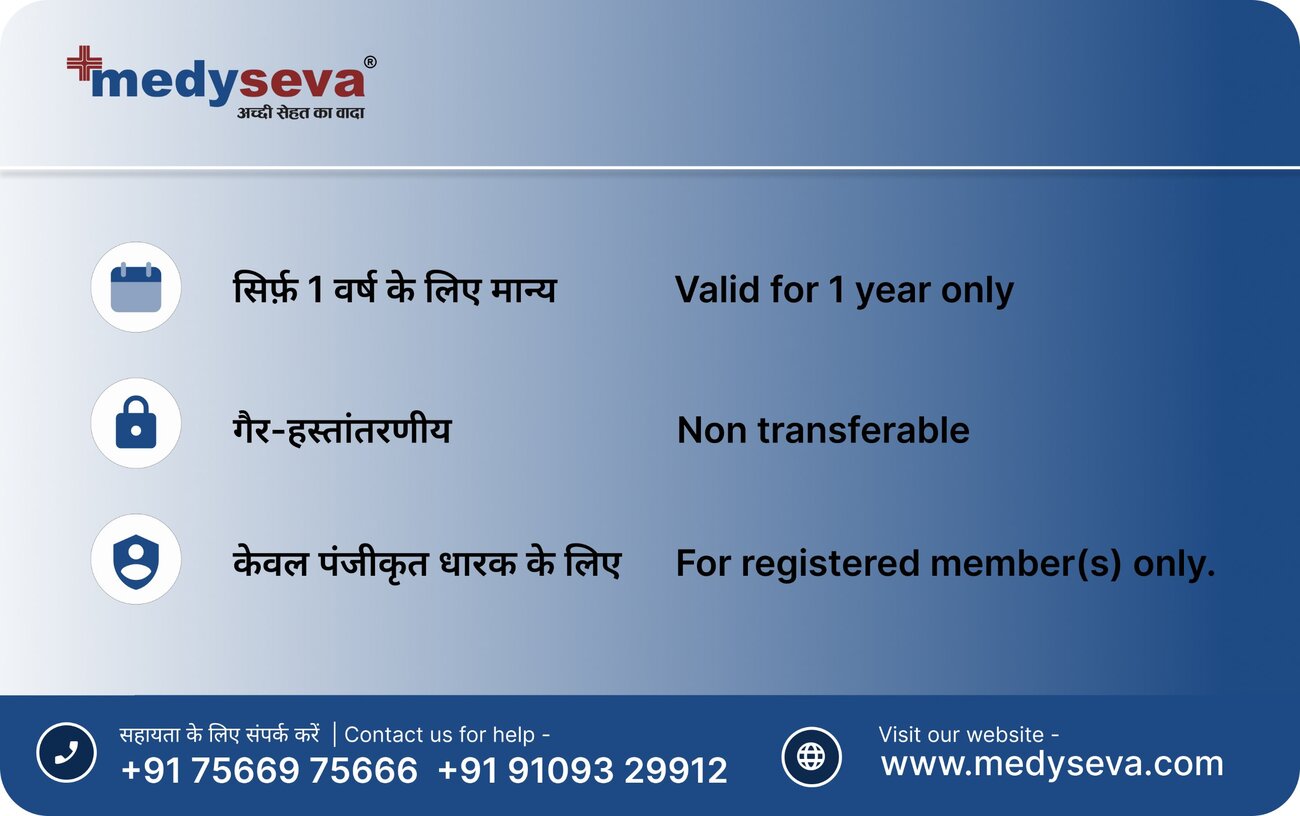 medyseva®
अच्छी सेहत का वादा
सिर्फ़ 1 वर्ष के लिए मान्य Valid for 1 year only
गैर-हस्तांतरणीय Non transferable
केवल पंजीकृत धारक के लिए For registered member(s) only.
सहायता के लिए संपर्क करें | Contact us for help -
+91 75669 75666 +91 91093 29912
Visit our website -
www.medyseva.com